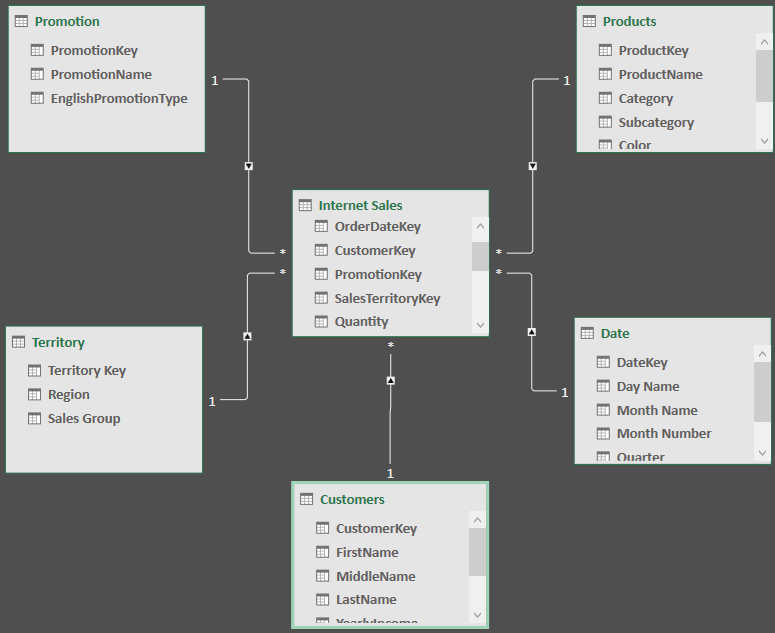 Promotion
PromotionKey
PromotionName
EnglishPromotionType
Products
ProductKey
ProductName
Category
Subcategory
Color
1
1
Internet Sales
OrderDateKey
CustomerKey
PromotionKey
SalesTerritoryKey
Quantity
*
*
*
*
*
Territory
Territory Key
Region
Sales Group
1
Date
DateKey
Day Name
Month Name
Month Number
Quarter
1
1
Customers
CustomerKey
FirstName
MiddleName
LastName
YearlyIncome